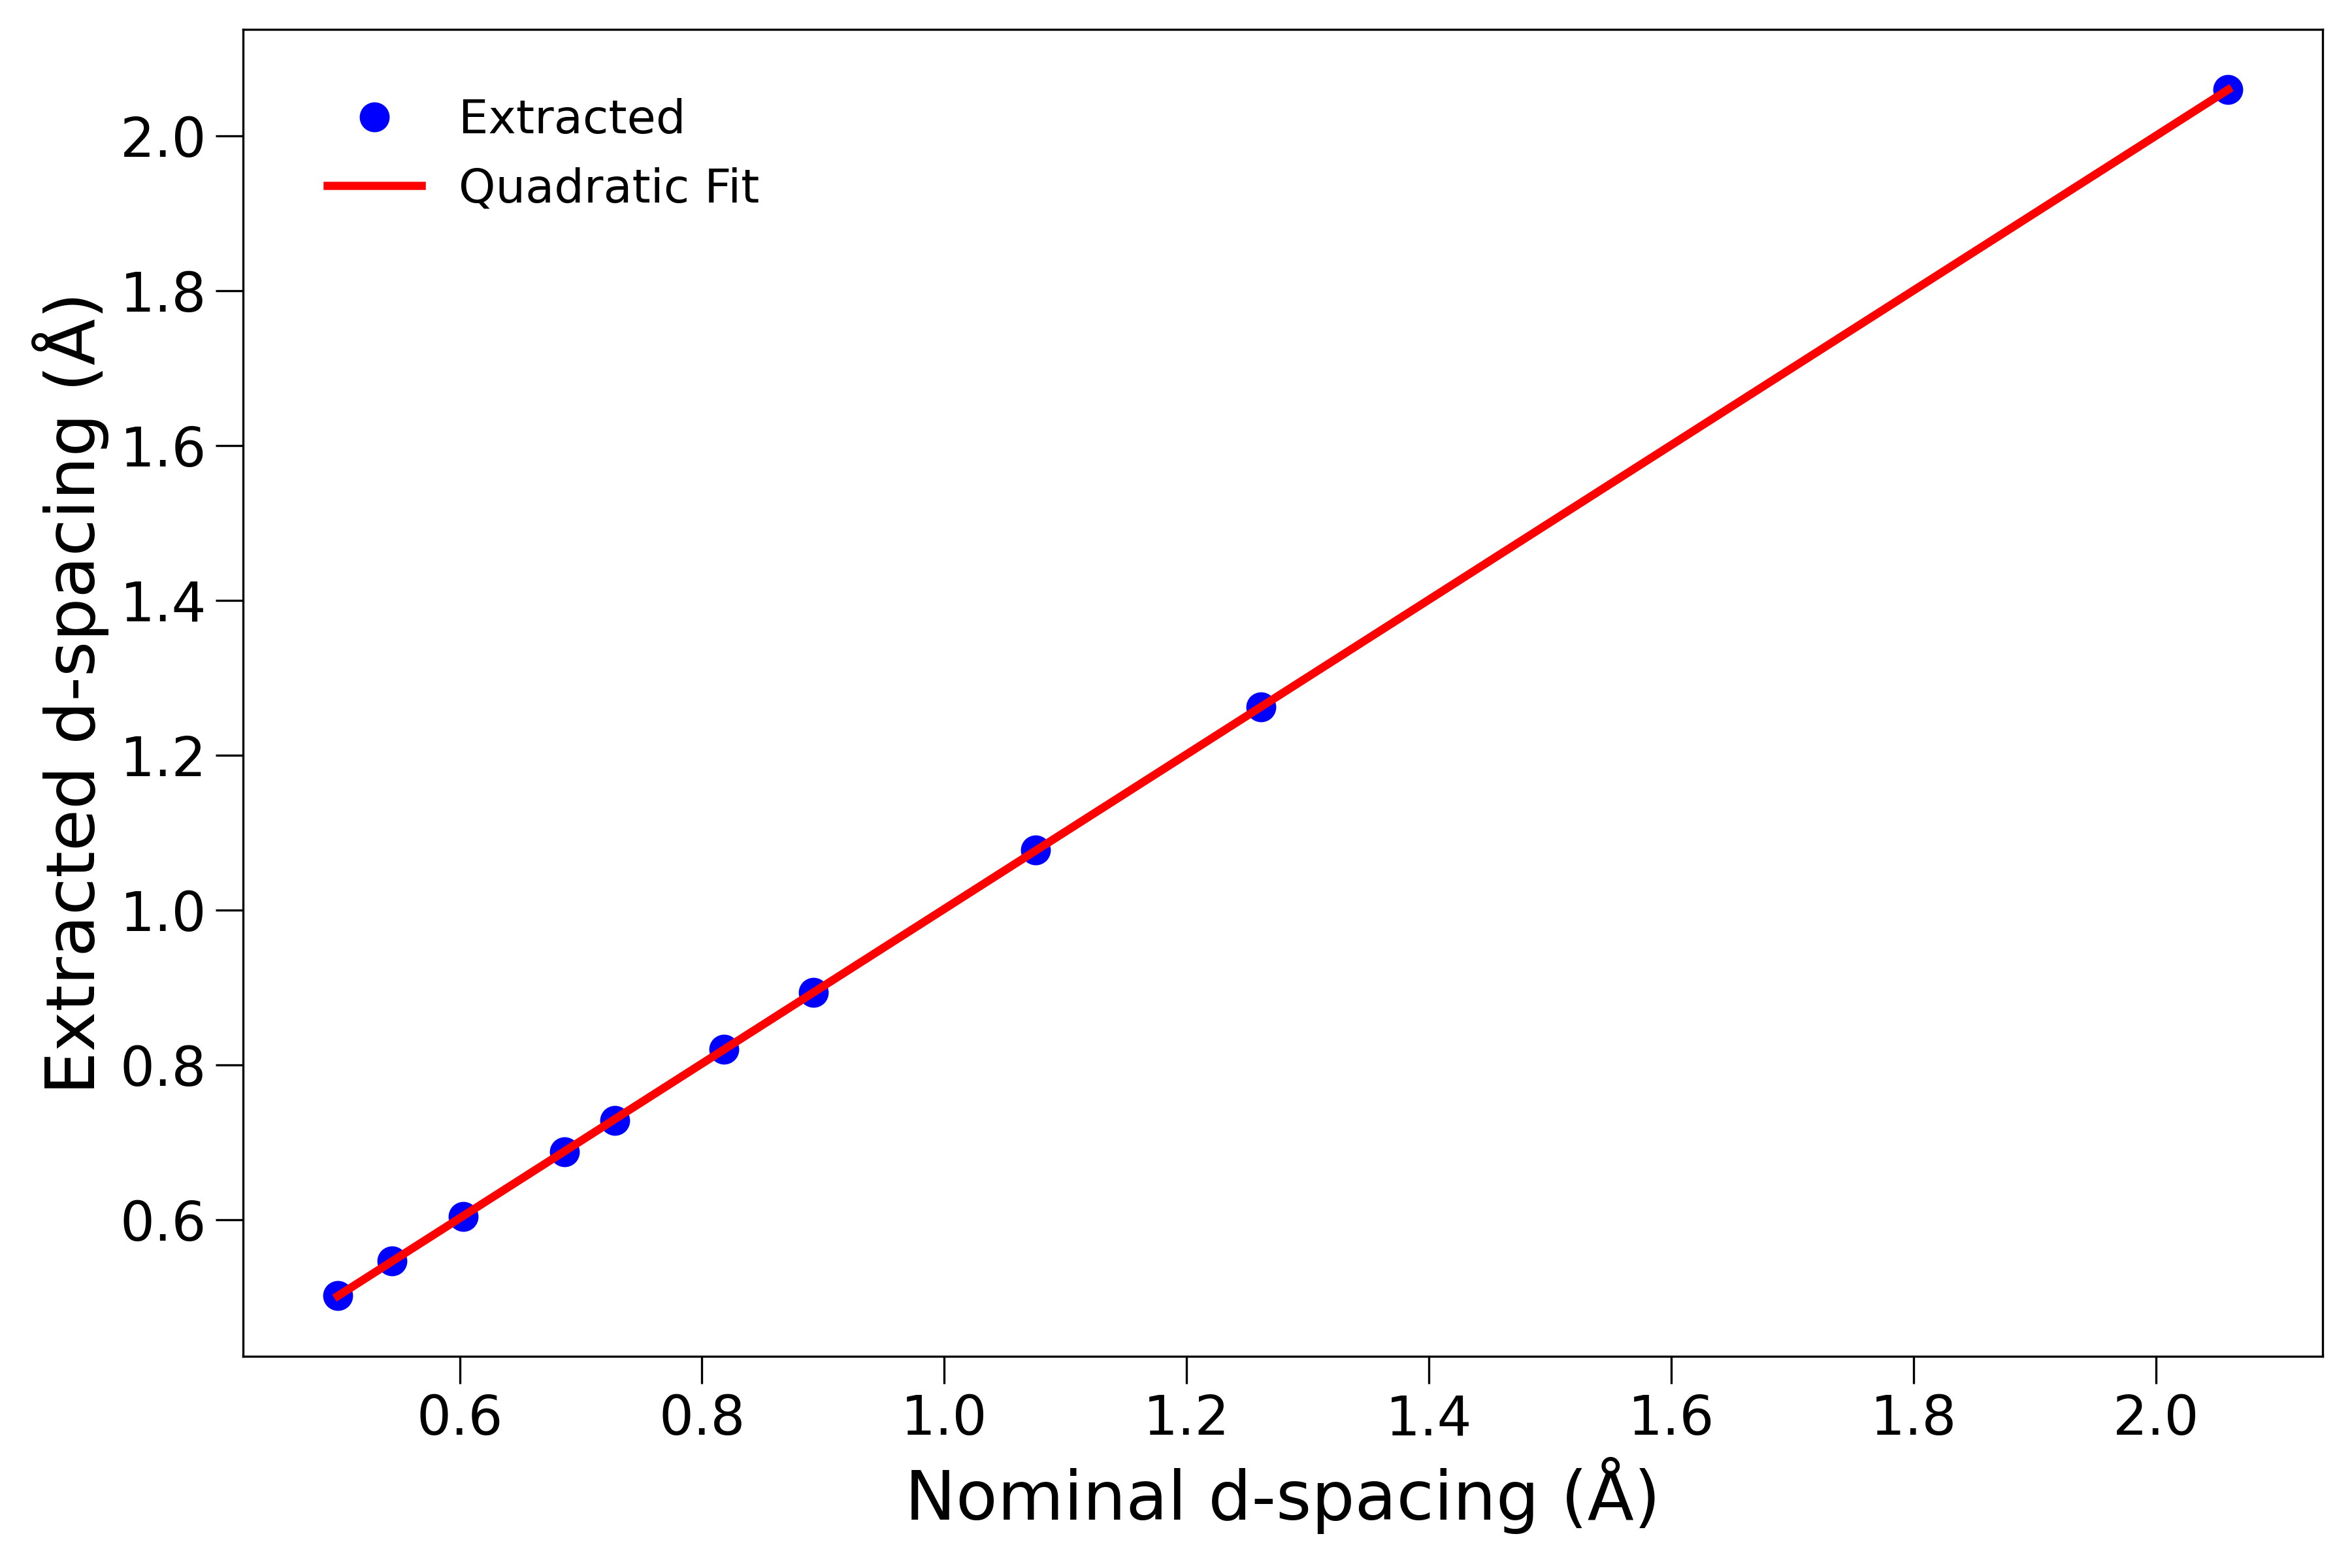 Extracted
Quadratic Fit
Extracted d-spacing (Å)
2.0
1.8
1.6
1.4
1.2
1.0
0.8
0.6
0.6 0.8 1.0 1.2 1.4 1.6 1.8 2.0
Nominal d-spacing (Å)